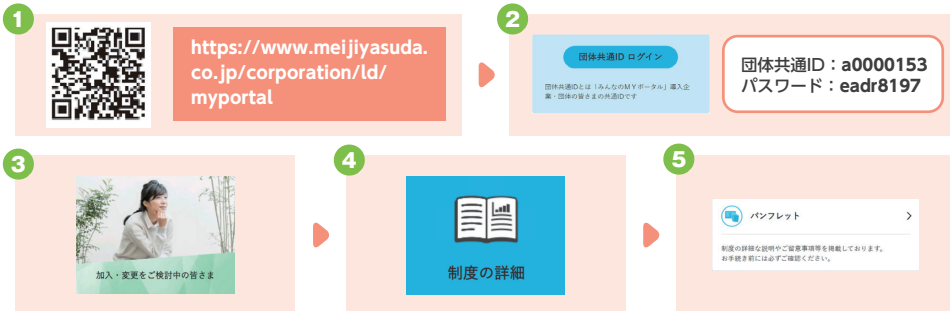 1
https://www.meijiyasuda.
co.jp/corporation/ld/
myportal
2
団体共通ID ログイン
団体共通IDとは「みんなのMYポータル」導入企
業・団体の皆さまの共通IDです
団体共通ID：a0000153
パスワード：eadr8197
3
加入・変更をご検討中の皆さま
4
制度の詳細
5
パンフレット
制度の詳細な説明やご留意事項等を掲載しております。
お手続き前には必ずご確認ください。